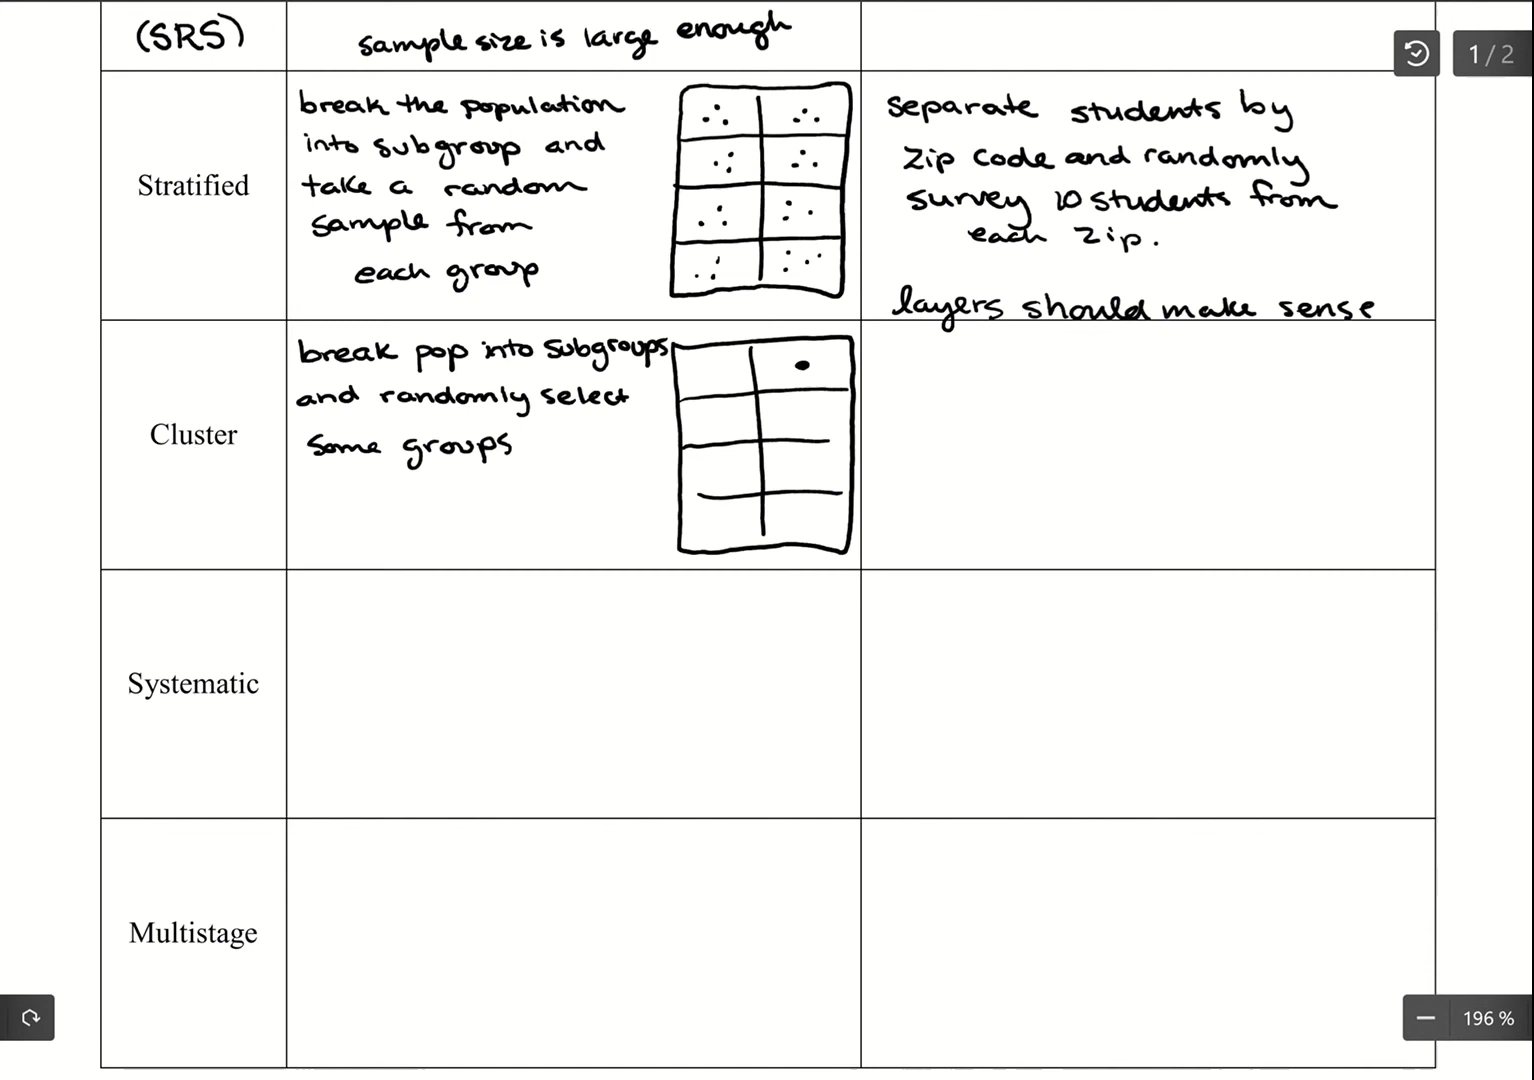 (SRS)
sample size is large enough
1 / 2
Stratified
break the population
into subgroup and
take a random
sample from
each group
separate students by
zip code and randomly
survey 10 students from
each zip.
layers should make sense
Cluster
break pop into subgroups
and randomly select
some groups
Systematic
Multistage
196 %